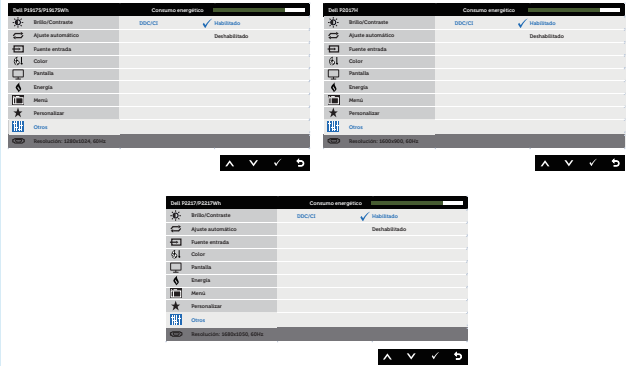 Dell P1917S/P1917SWh Consumo energético
Brillo/Contraste DDC/CI Habilitado
Ajuste automático Deshabilitado
Fuente entrada
Color
Pantalla
Energía
Menú
Personalizar
Otros
Resolución: 1280x1024, 60Hz
Dell P2017H Consumo energético
Brillo/Contraste DDC/CI Habilitado
Ajuste automático Deshabilitado
Fuente entrada
Color
Pantalla
Energía
Menú
Personalizar
Otros
Resolución: 1600x900, 60Hz
Dell P2217/P2217Wh Consumo energético
Brillo/Contraste DDC/CI Habilitado
Ajuste automático Deshabilitado
Fuente entrada
Color
Pantalla
Energía
Menú
Personalizar
Otros
Resolución: 1680x1050, 60Hz